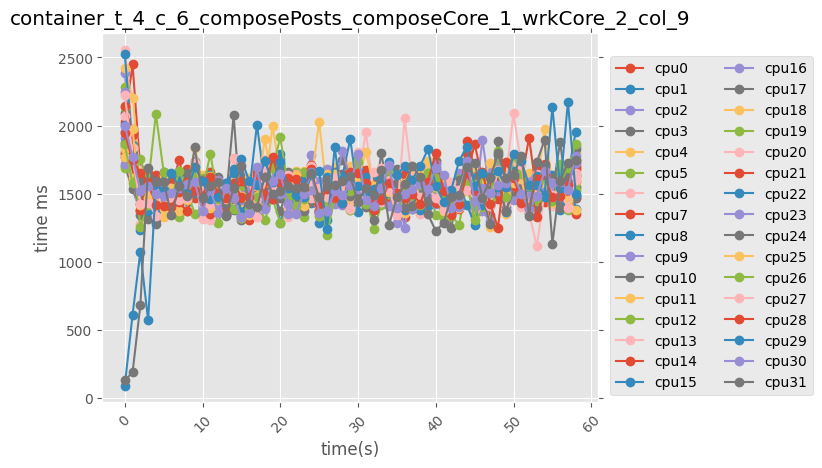 container_t_4_c_6_composePosts_composeCore_1_wrkCore_2_col_9
time ms
2500
2000
1500
1000
500
0
0
10
20
30
40
50
60
time(s)
cpu0
cpu1
cpu2
cpu3
cpu4
cpu5
cpu6
cpu7
cpu8
cpu9
cpu10
cpu11
cpu12
cpu13
cpu14
cpu15
cpu16
cpu17
cpu18
cpu19
cpu20
cpu21
cpu22
cpu23
cpu24
cpu25
cpu26
cpu27
cpu28
cpu29
cpu30
cpu31